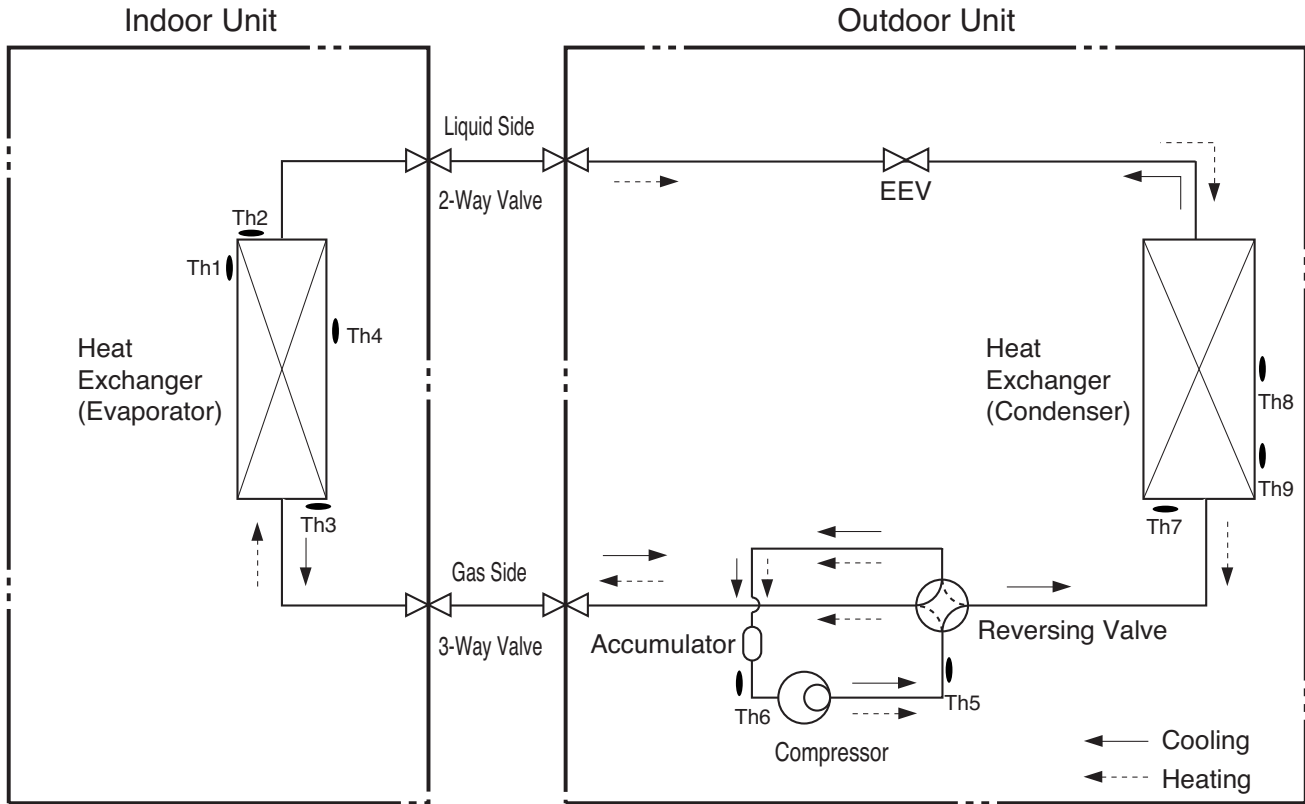 Indoor Unit
Outdoor Unit
Liquid Side
2-Way Valve
EEV
Th2
Th1
Th4
Heat
Exchanger
(Evaporator)
Heat
Exchanger
(Condenser)
Th8
Th9
Th3
Th7
Gas Side
3-Way Valve
Accumulator
Reversing Valve
Th6
Th5
Compressor
Cooling
Heating